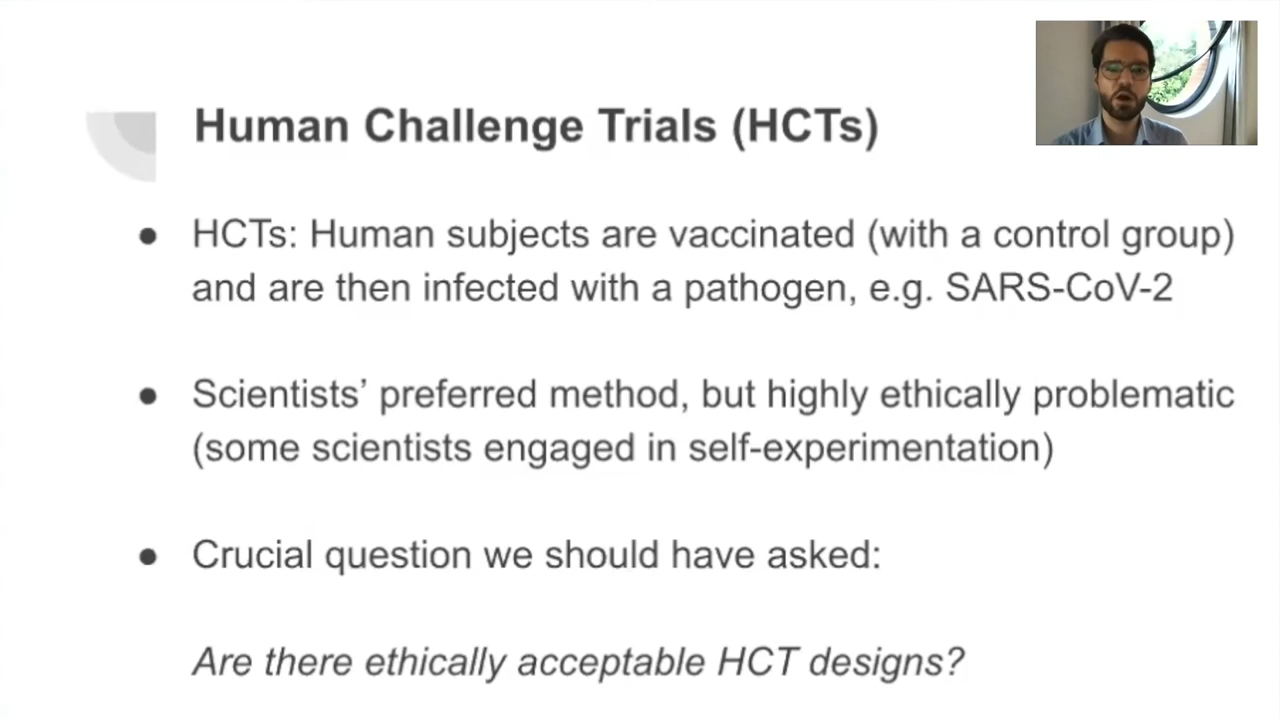 Human Challenge Trials (HCTs)
● HCTs: Human subjects are vaccinated (with a control group)
and are then infected with a pathogen, e.g. SARS-CoV-2
● Scientists’ preferred method, but highly ethically problematic
(some scientists engaged in self-experimentation)
● Crucial question we should have asked:
Are there ethically acceptable HCT designs?